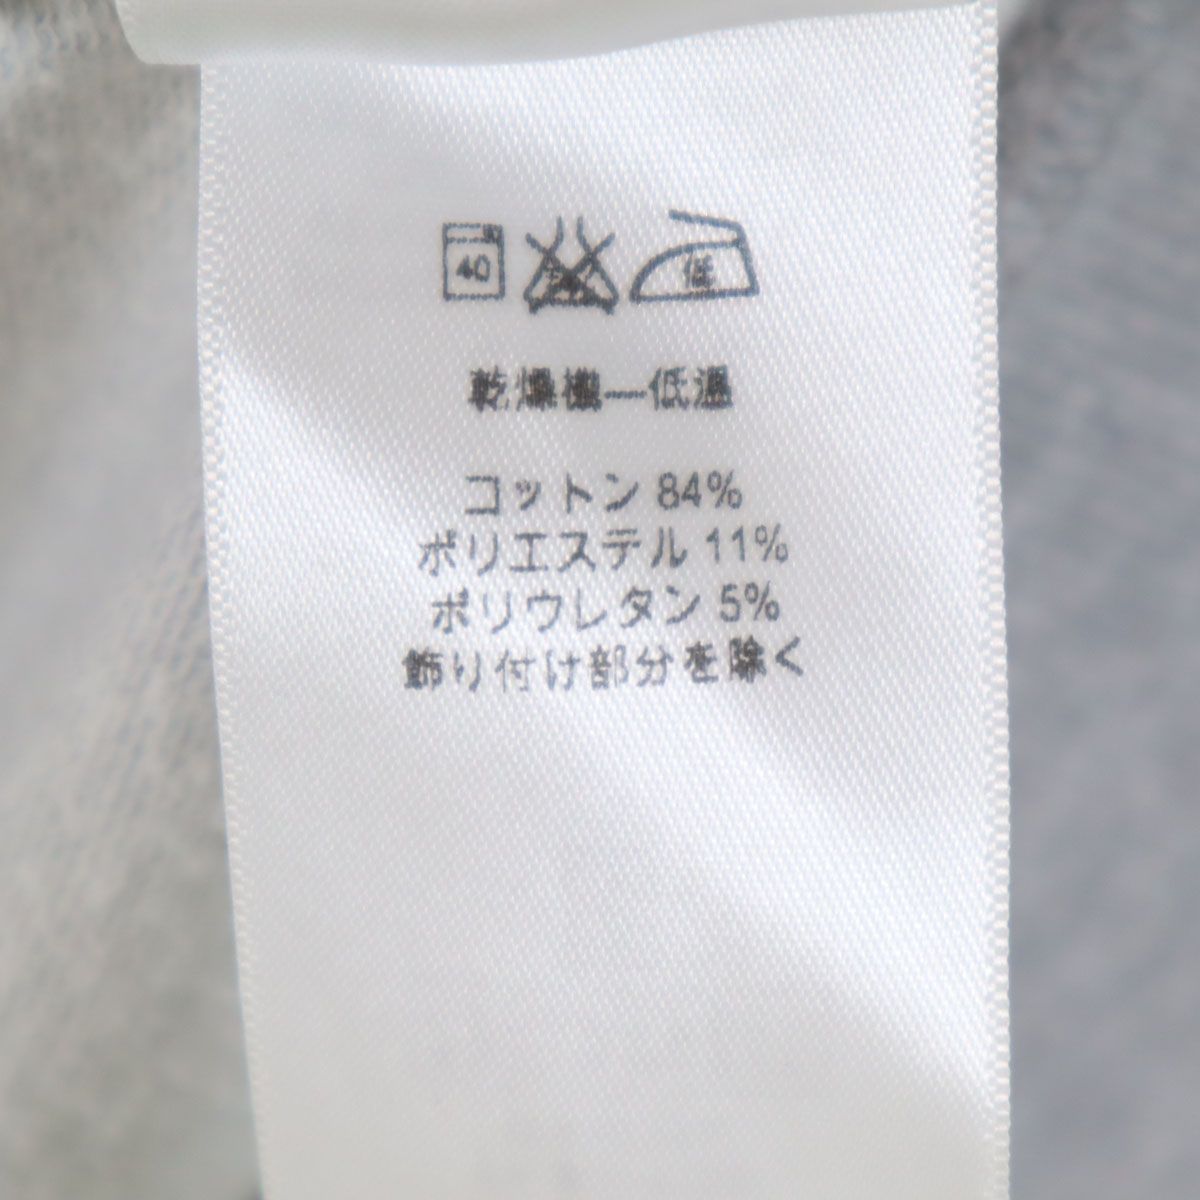 40 低
乾燥機—低温
コットン 84%
ポリエステル 11%
ポリウレタン 5%
飾り付け部分を除く